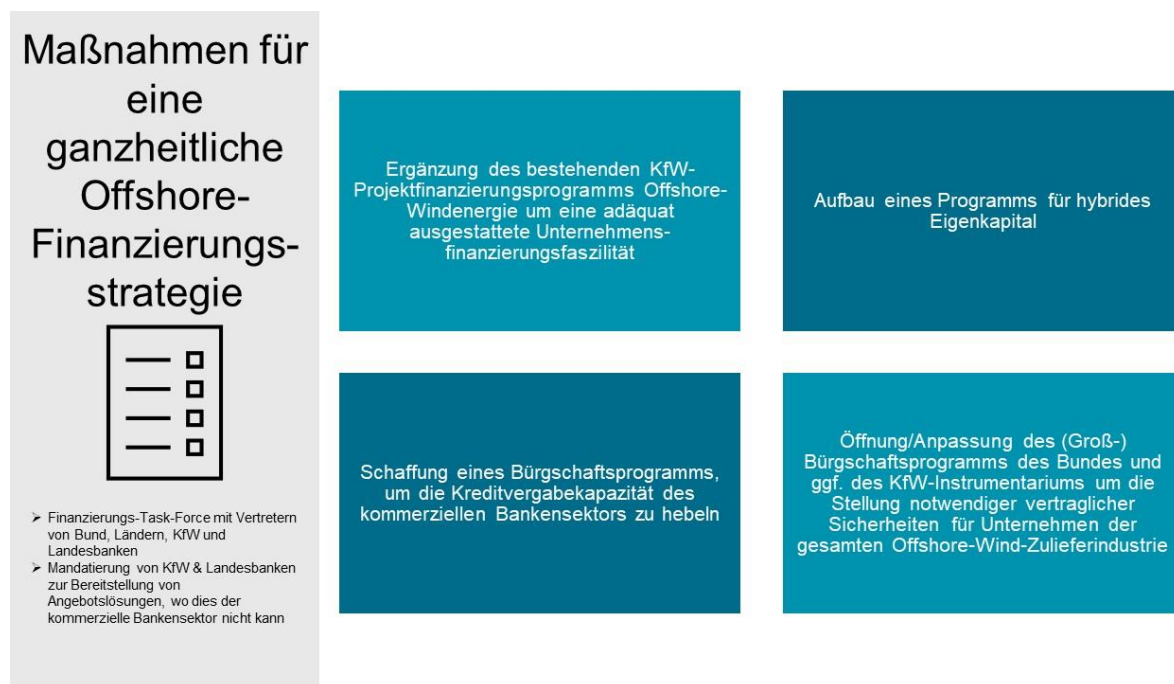 Maßnahmen für
eine
ganzheitliche
Offshore-
Finanzierungs-
strategie
➢ Finanzierungs-Task-Force mit Vertretern
von Bund, Ländern, KfW und
Landesbanken
➢ Mandatierung von KfW & Landesbanken
zur Bereitstellung von
Angebotslösungen, wo dies der
kommerzielle Bankensektor nicht kann
Ergänzung des bestehenden KfW-
Projektfinanzierungsprogramms Offshore-
Windenergie um eine adäquat
ausgestattete Unternehmens-
finanzierungsfaszilität
Aufbau eines Programms für hybrides
Eigenkapital
Schaffung eines Bürgschaftsprogramms,
um die Kreditvergabekapazität des
kommerziellen Bankensektors zu hebeln
Öffnung/Anpassung des (Groß-)
Bürgschaftsprogramms des Bundes und
ggf. des KfW-Instrumentariums um die
Stellung notwendiger vertraglicher
Sicherheiten für Unternehmen der
gesamten Offshore-Wind-Zulieferindustrie